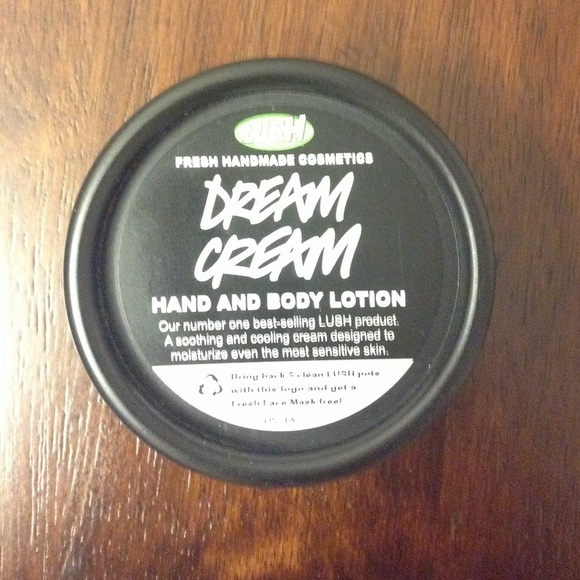 LUSH
FRESH HANDMADE COSMETICS
DREAM
CREAM
HAND AND BODY LOTION
Our number one best-selling LUSH product.
A soothing and cooling cream designed to
moisturize even the most sensitive skin.
Bring back 5 clean LUSH pots
with this logo and get a
Fresh Face Mask free!